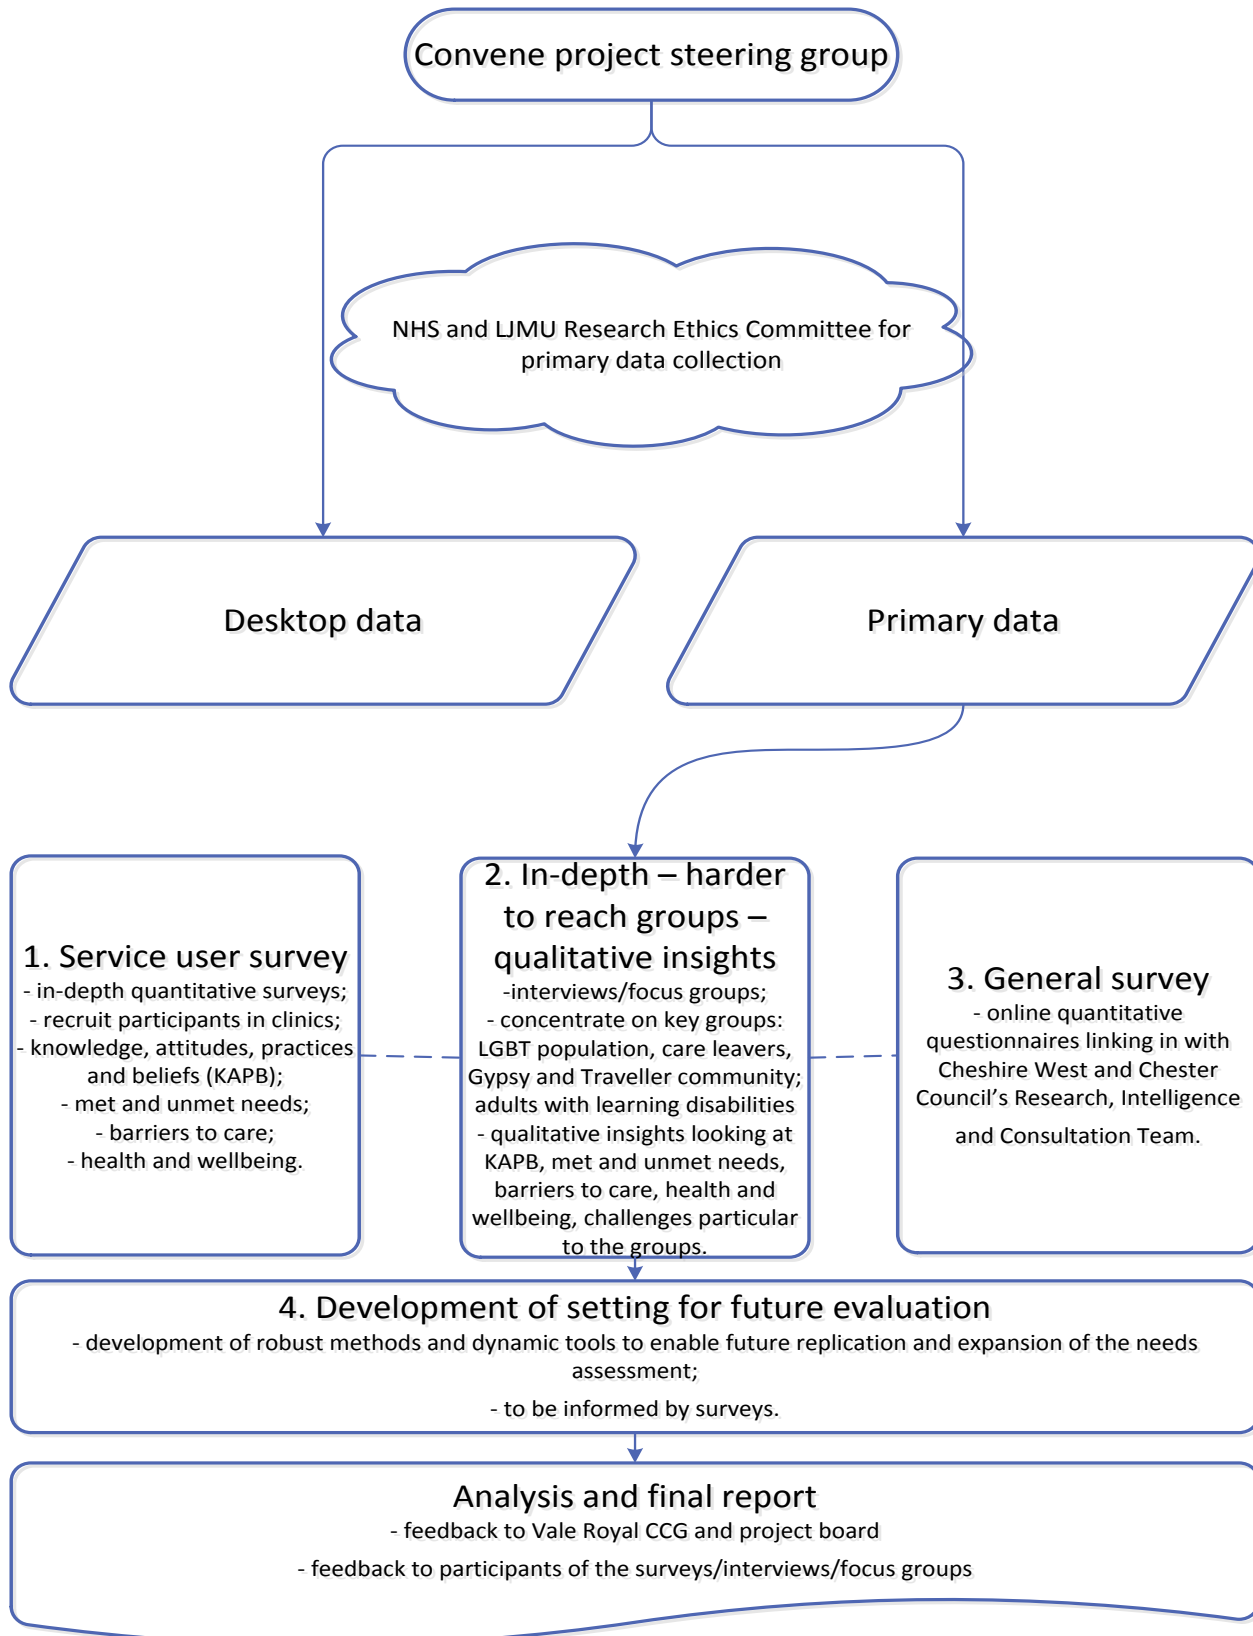 Convene project steering group
NHS and LJMU Research Ethics Committee for
primary data collection
Desktop data
Primary data
1. Service user survey
- in-depth quantitative surveys;
- recruit participants in clinics;
- knowledge, attitudes, practices
and beliefs (KAPB);
- met and unmet needs;
- barriers to care;
- health and wellbeing.
2. In-depth – harder
to reach groups –
qualitative insights
-interviews/focus groups;
- concentrate on key groups:
LGBT population, care leavers,
Gypsy and Traveller community;
adults with learning disabilities
- qualitative insights looking at
KAPB, met and unmet needs,
barriers to care, health and
wellbeing, challenges particular
to the groups.
3. General survey
- online quantitative
questionnaires linking in with
Cheshire West and Chester
Council’s Research, Intelligence
and Consultation Team.
4. Development of setting for future evaluation
- development of robust methods and dynamic tools to enable future replication and expansion of the needs
assessment;
- to be informed by surveys.
Analysis and final report
- feedback to Vale Royal CCG and project board
- feedback to participants of the surveys/interviews/focus groups